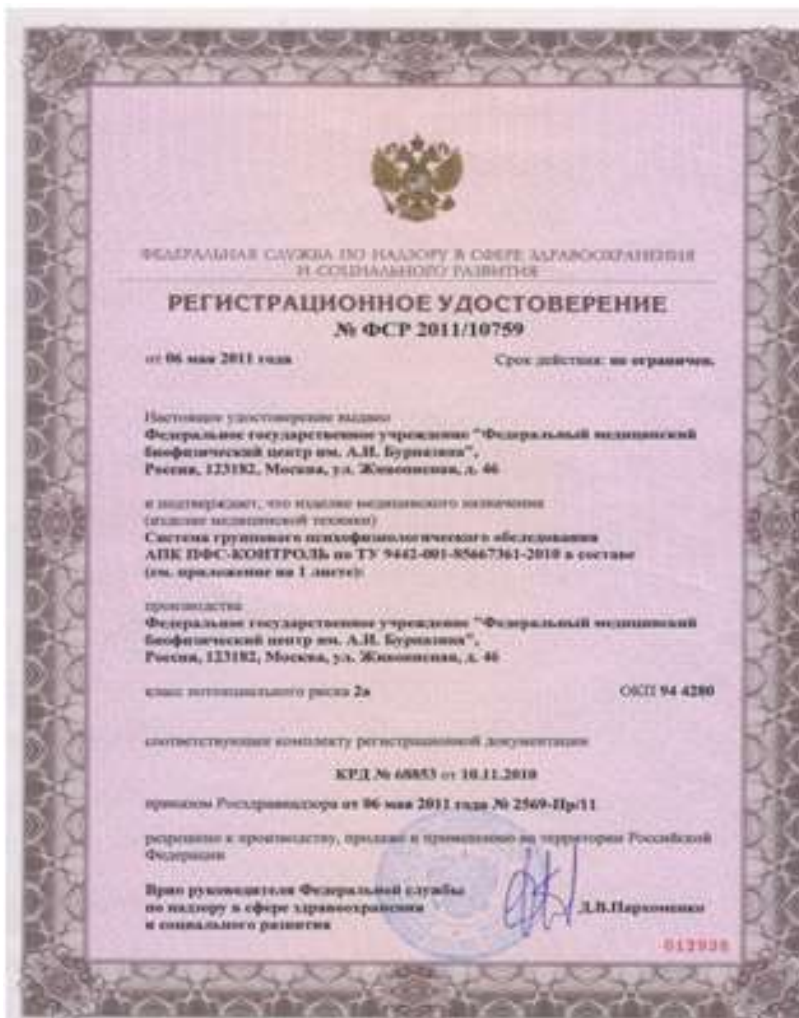 ФЕДЕРАЛЬНАЯ СЛУЖБА ПО НАДЗОРУ В СФЕРЕ ЗДРАВООХРАНЕНИЯ
И СОЦИАЛЬНОГО РАЗВИТИЯ
РЕГИСТРАЦИОННОЕ УДОСТОВЕРЕНИЕ
№ ФСР 2011/10759
от 06 мая 2011 года Срок действия: не ограничен.
Настоящее удостоверение выдано
Федеральное государственное учреждение "Федеральный медицинский
биофизический центр им. А.И. Бурназяна",
Россия, 123182, Москва, ул. Живописная, д. 46
и подтверждает, что изделие медицинского назначения
(изделие медицинской техники)
Система группового психофизиологического обследования
АПК ПФС-КОНТРОЛЬ по ТУ 9442-001-85667361-2010 в составе
(см. приложение на 1 листе):
производства
Федеральное государственное учреждение "Федеральный медицинский
биофизический центр им. А.И. Бурназяна",
Россия, 123182, Москва, ул. Живописная, д. 46
класс потенциального риска 2а ОКП 94 4280
соответствующее комплекту регистрационной документации
КРД № 68853 от 10.11.2010
приказом Росздравнадзора от 06 мая 2011 года № 2569-Пр/11
разрешено к производству, продаже и применению на территории Российской
Федерации
Врио руководителя Федеральной службы
по надзору в сфере здравоохранения
и социального развития
Д.В.Пархоменко
012938